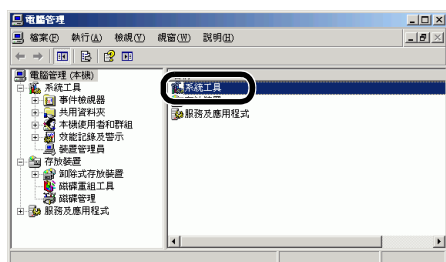 電腦管理
檔案(F) 執行(A) 檢視(V) 視窗(W) 說明(H)
電腦管理 (本機)
系統工具
事件檢視器
共用資料夾
本機使用者和群組
效能記錄及警示
裝置管理員
存放裝置
卸除式存放裝置
磁碟重組工具
磁碟管理
服務及應用程式
系統工具
服務及應用程式